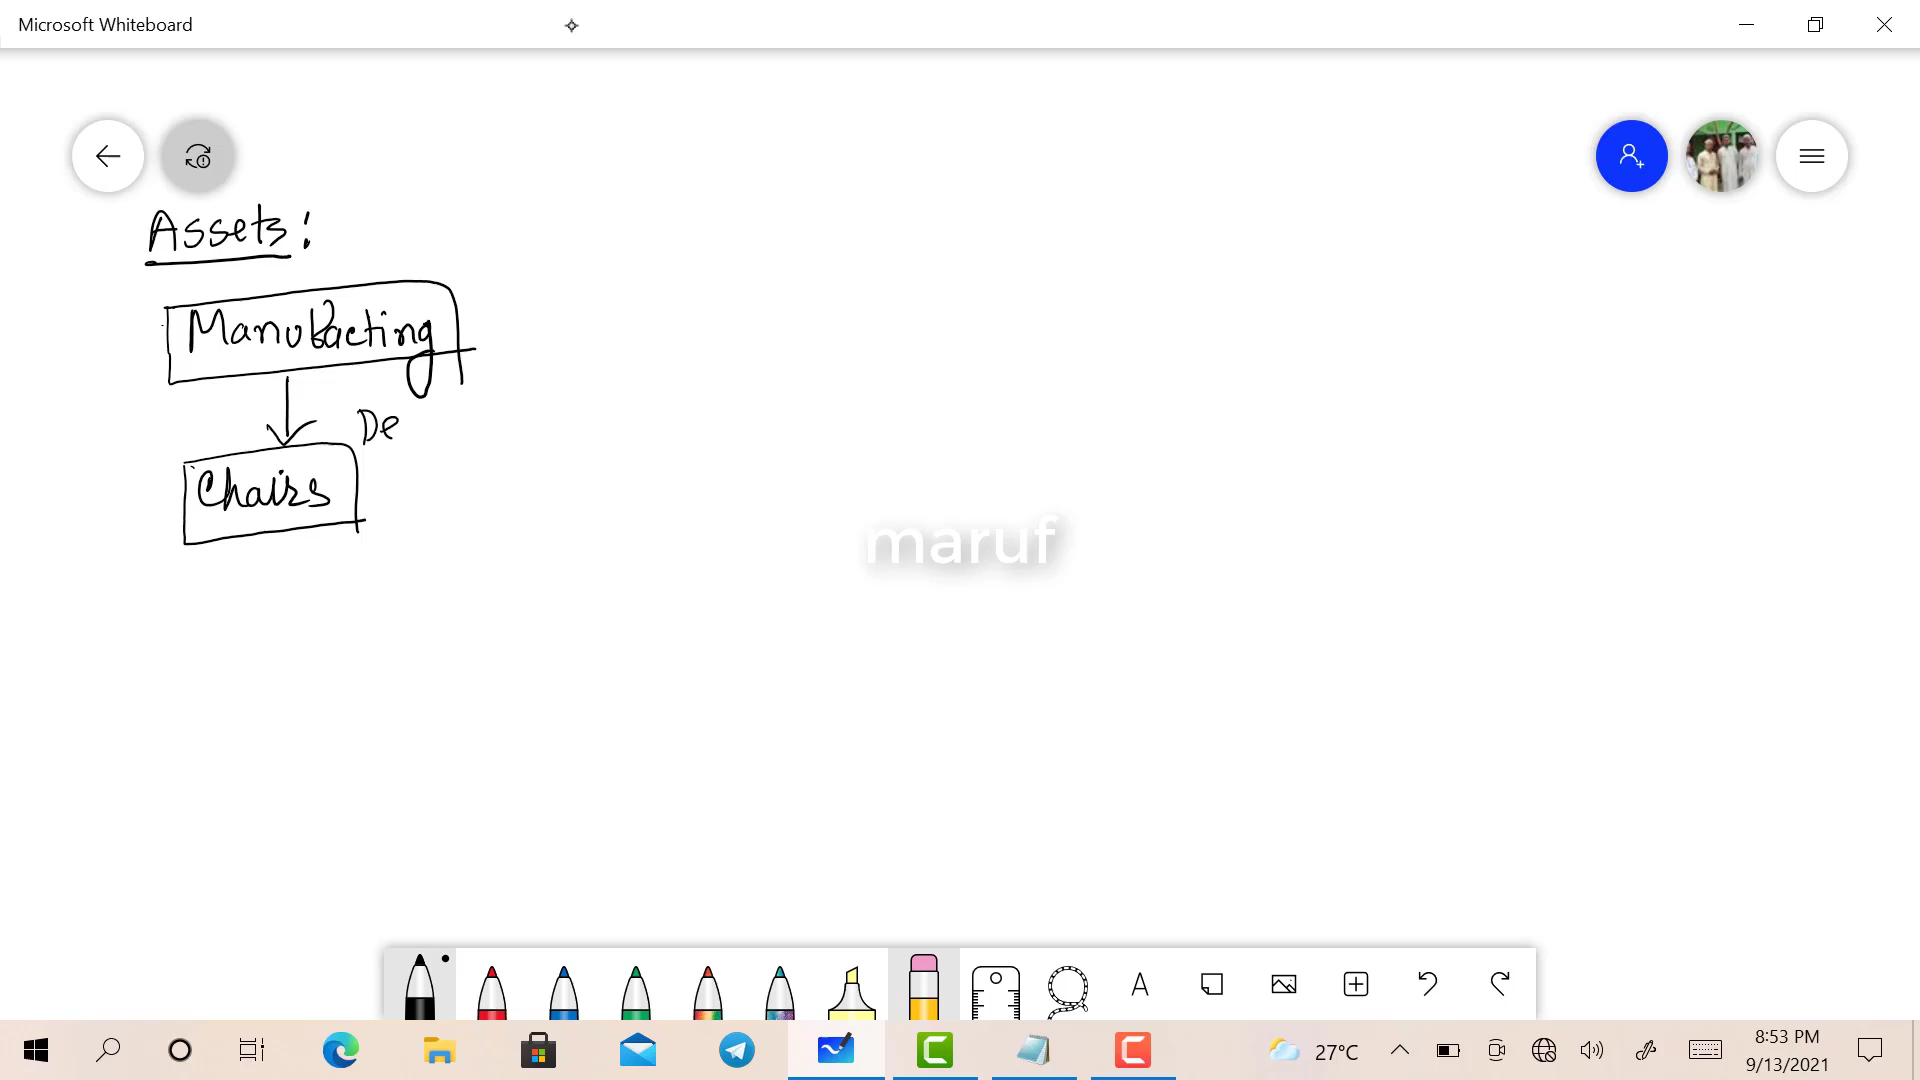 Microsoft Whiteboard
Assets:
Manufacting
De
Chairs
maruf
A
27°C
8:53 PM
9/13/2021